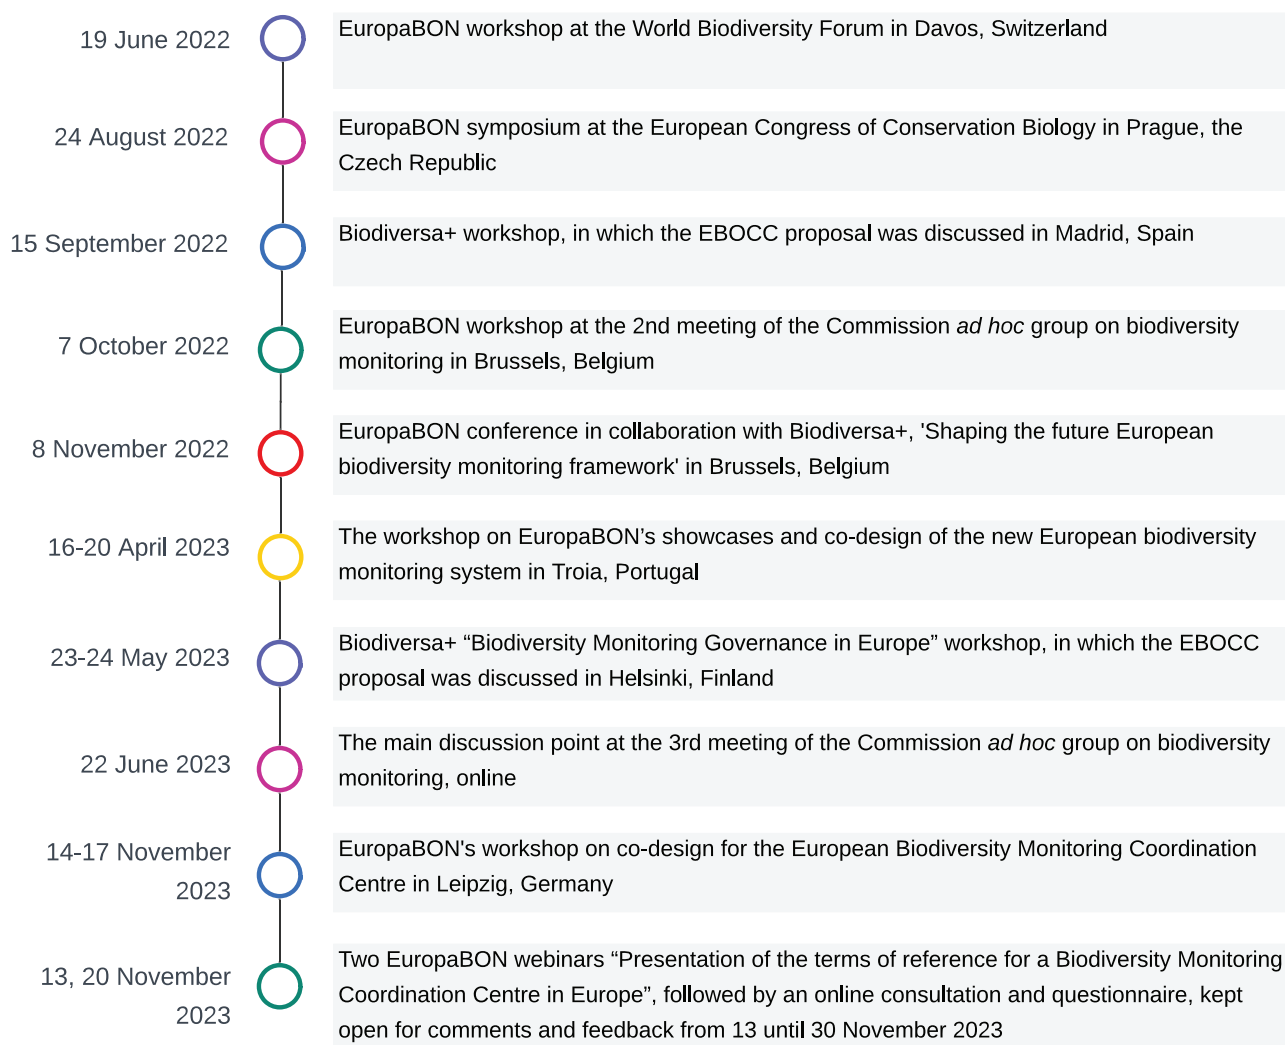 19 June 2022
EuropaBON workshop at the World Biodiversity Forum in Davos, Switzerland
24 August 2022
EuropaBON symposium at the European Congress of Conservation Biology in Prague, the
Czech Republic
15 September 2022
Biodiversa+ workshop, in which the EBOCC proposal was discussed in Madrid, Spain
7 October 2022
EuropaBON workshop at the 2nd meeting of the Commission ad hoc group on biodiversity
monitoring in Brussels, Belgium
8 November 2022
EuropaBON conference in collaboration with Biodiversa+, 'Shaping the future European
biodiversity monitoring framework' in Brussels, Belgium
16-20 April 2023
The workshop on EuropaBON’s showcases and co-design of the new European biodiversity
monitoring system in Troia, Portugal
23-24 May 2023
Biodiversa+ “Biodiversity Monitoring Governance in Europe” workshop, in which the EBOCC
proposal was discussed in Helsinki, Finland
22 June 2023
The main discussion point at the 3rd meeting of the Commission ad hoc group on biodiversity
monitoring, online
14-17 November
2023
EuropaBON's workshop on co-design for the European Biodiversity Monitoring Coordination
Centre in Leipzig, Germany
13, 20 November
2023
Two EuropaBON webinars “Presentation of the terms of reference for a Biodiversity Monitoring
Coordination Centre in Europe”, followed by an online consultation and questionnaire, kept
open for comments and feedback from 13 until 30 November 2023